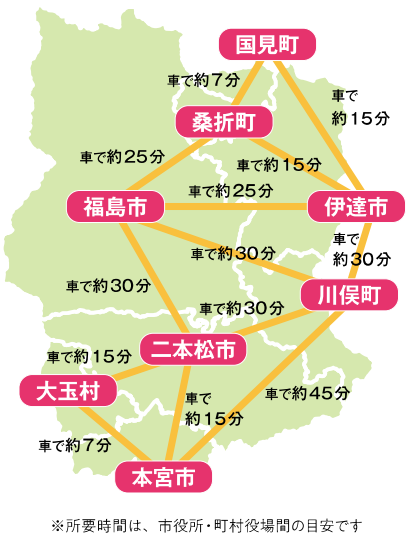 国見町
車で約7分
車で
約15分
桑折町
車で約25分
車で約15分
車で約25分
福島市
伊達市
車で約30分
車で
約30分
車で約30分
川俣町
車で約30分
二本松市
車で約15分
大玉村
車で
約15分
車で約45分
車で約7分
本宮市
※所要時間は、市役所・町村役場間の目安です